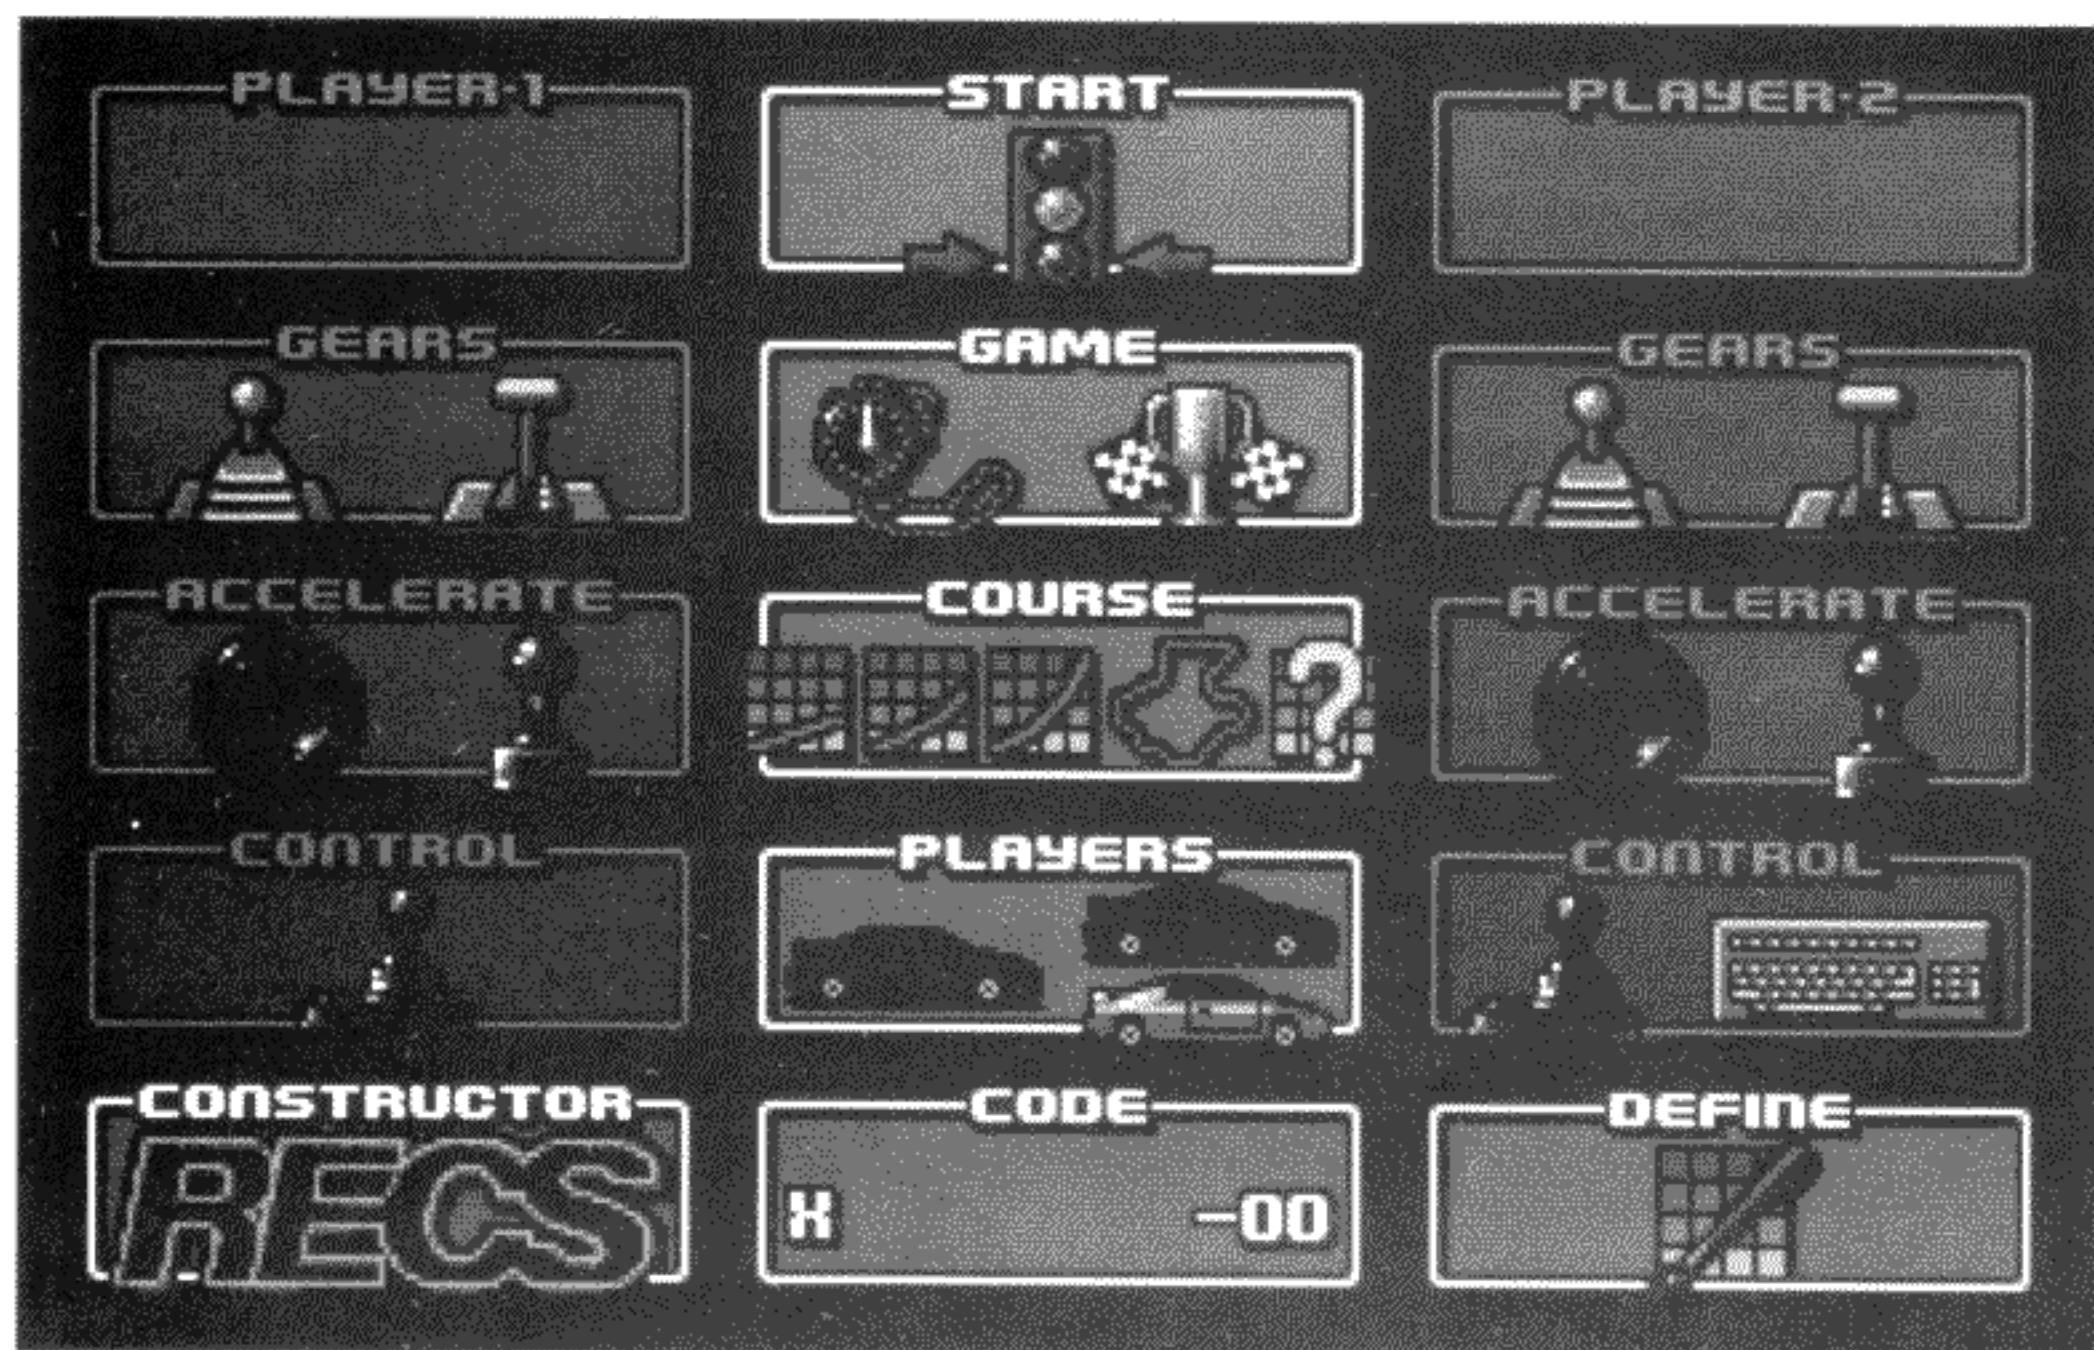 PLAYER-1 START PLAYER-2
GEARS GAME GEARS
ACCELERATE COURSE ACCELERATE
?
CONTROL PLAYERS CONTROL
CONSTRUCTOR CODE DEFINE
RECS X -00